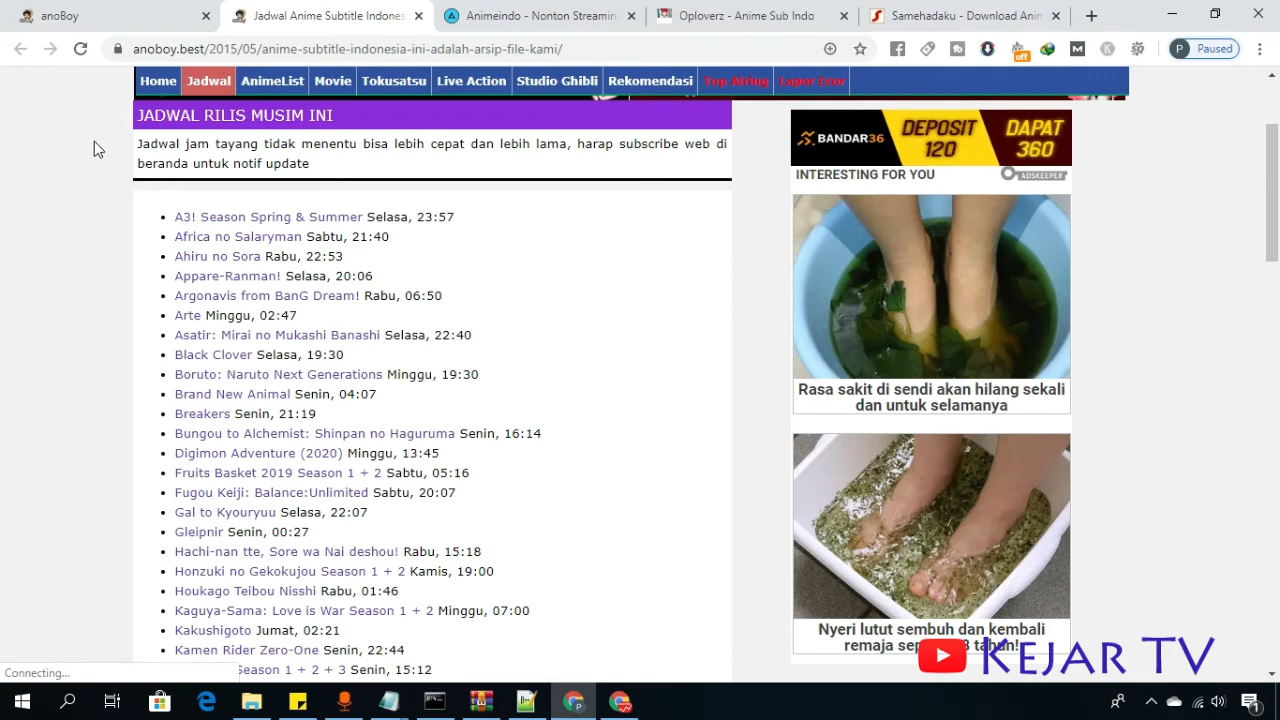 anoBoy
Jadwal Anime Subtitle Indones
Animeindo - Nonton Streaming
Oploverz - Anime Sub Indo
Samehadaku - Download Anim
anoboy.best/2015/05/anime-subtitle-indonesia-ini-adalah-arsip-file-kami/
off
P Paused
Home Jadwal AnimeList Movie Tokusatsu Live Action Studio Ghibli Rekomendasi Top Airing Lapor Error
JADWAL RILIS MUSIM INI
Jadwal jam tayang tidak menentu bisa lebih cepat dan lebih lama, harap subscribe web di
beranda untuk notif update
A3! Season Spring & Summer Selasa, 23:57
Africa no Salaryman Sabtu, 21:40
Ahiru no Sora Rabu, 22:53
Appare-Ranman! Selasa, 20:06
Argonavis from BanG Dream! Rabu, 06:50
Arte Minggu, 02:47
Asatir: Mirai no Mukashi Banashi Selasa, 22:40
Black Clover Selasa, 19:30
Boruto: Naruto Next Generations Minggu, 19:30
Brand New Animal Senin, 04:07
Breakers Senin, 21:19
Bungou to Alchemist: Shinpan no Haguruma Senin, 16:14
Digimon Adventure (2020) Minggu, 13:45
Fruits Basket 2019 Season 1 + 2 Sabtu, 05:16
Fugou Keiji: Balance:Unlimited Sabtu, 20:07
Gal to Kyouryuu Selasa, 22:07
Gleipnir Senin, 00:27
Hachi-nan tte, Sore wa Nai deshou! Rabu, 15:18
Honzuki no Gekokujou Season 1 + 2 Kamis, 19:00
Houkago Teibou Nisshi Rabu, 01:46
Kaguya-Sama: Love is War Season 1 + 2 Minggu, 07:00
Kakushigoto Jumat, 02:21
Kamen Rider Zero-One Senin, 22:44
Season 1 + 2 + 3 Senin, 15:12
Connecting...
BANDAR36 DEPOSIT 120 DAPAT 360
INTERESTING FOR YOU
ADSKEEPER
Rasa sakit di sendi akan hilang sekali
dan untuk selamanya
Nyeri lutut sembuh dan kembali
remaja
KEJAR TV